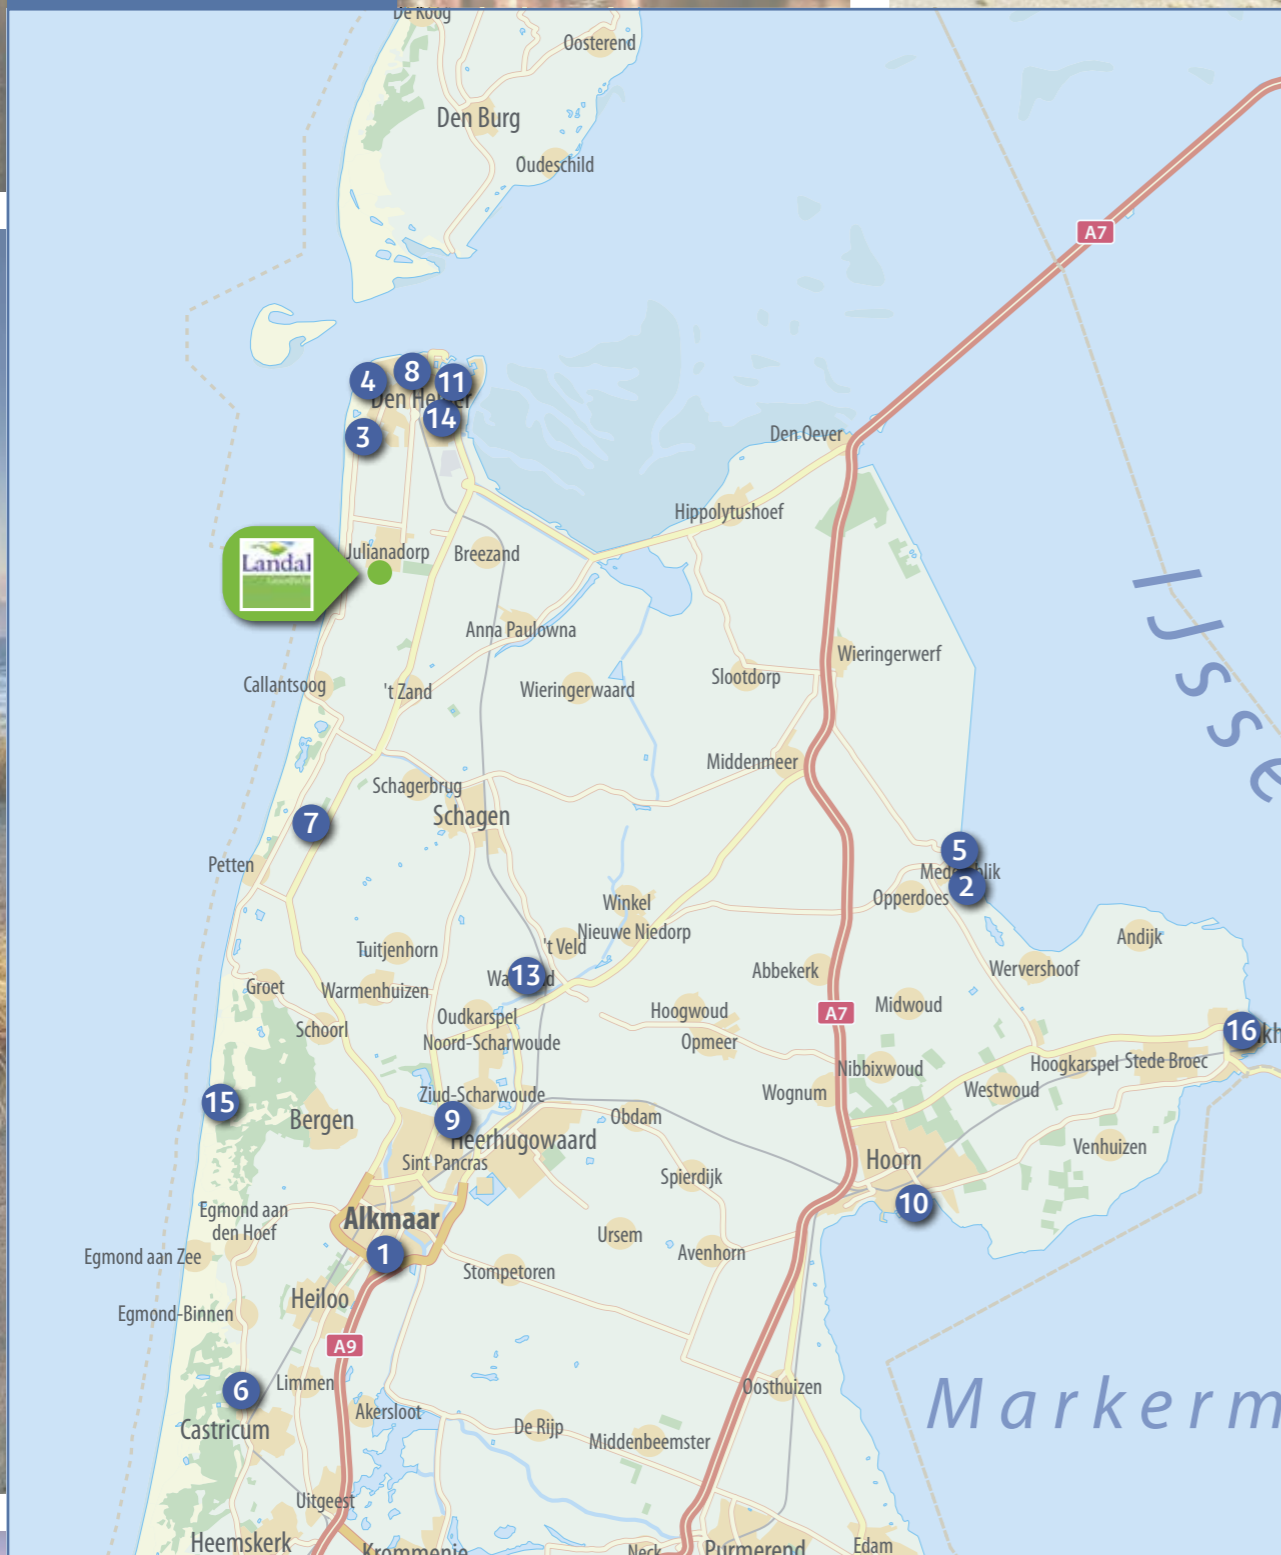 De Koog
Oosterend
Den Burg
Oudeschild
A7
4
8
11
Den Helder
14
3
Den Oever
Hippolytushoef
Landal
Julianadorp
Breezand
Anna Paulowna
Wieringerwerf
Callantsoog
't Zand
Wieringerwaard
Slootdorp
IJsse
Middenmeer
Schagerbrug
Schagen
7
5
Petten
Medemblik
2
Opperdoes
Winkel
Nieuwe Niedorp
't Veld
Tuitjenhorn
Andijk
13
Abbekerk
Wervershoof
Groet
Warmenhuizen
Hoogwoud
Midwoud
A7
Oudkarspel
Schoorl
Noord-Scharwoude
Opmeer
16
kh
Nibbixwoud
Hoogkarspel
Stede Broec
Ziud-Scharwoude
Wognum
Westwoud
15
Bergen
9
Obdam
Heerhugowaard
Venhuizen
Sint Pancras
Hoorn
Spierdijk
10
Egmond aan
den Hoef
Alkmaar
Ursem
1
Avenhorn
Egmond aan Zee
Stompetoren
Heiloo
Egmond-Binnen
A9
Limmen
6
Oosthuizen
Markerm
Akersloot
Castricum
De Rijp
Middenbeemster
Uitgeest
Heemskerk
Krommenie
Neck
Purmerend
Edam